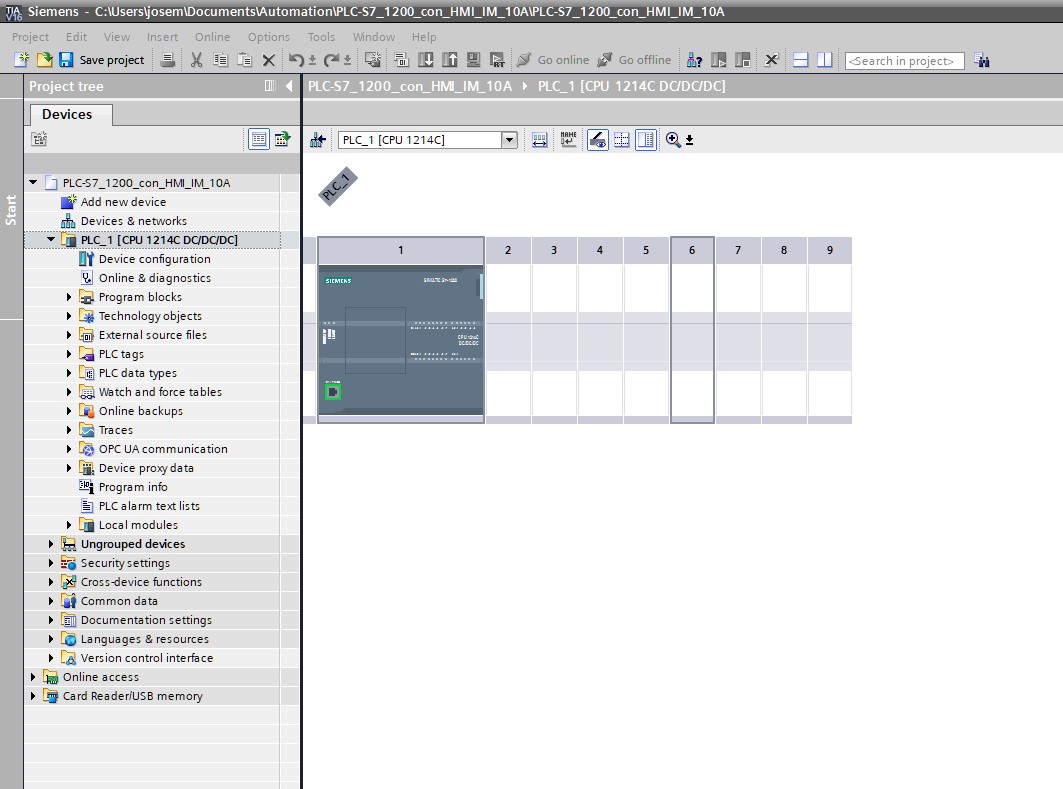 TIA V16 Siemens - C:\Users\josem\Documents\Automation\PLC-S7_1200_con_HMI_IM_10A\PLC-S7_1200_con_HMI_IM_10A
Project Edit View Insert Online Options Tools Window Help
Save project Go online Go offline <Search in project>
Project tree
PLC-S7_1200_con_HMI_IM_10A PLC_1 [CPU 1214C DC/DC/DC]
Devices
PLC_1 [CPU 1214C]
Start
PLC_1
PLC-S7_1200_con_HMI_IM_10A
Add new device
Devices & networks
PLC_1 [CPU 1214C DC/DC/DC]
Device configuration
Online & diagnostics
Program blocks
Technology objects
External source files
PLC tags
PLC data types
Watch and force tables
Online backups
Traces
OPC UA communication
Device proxy data
Program info
PLC alarm text lists
Local modules
Ungrouped devices
Security settings
Cross-device functions
Common data
Documentation settings
Languages & resources
Version control interface
Online access
Card Reader/USB memory
1 2 3 4 5 6 7 8 9
SIEMENS SIMATIC S7-1200
CPU 1214C
DC/DC/DC